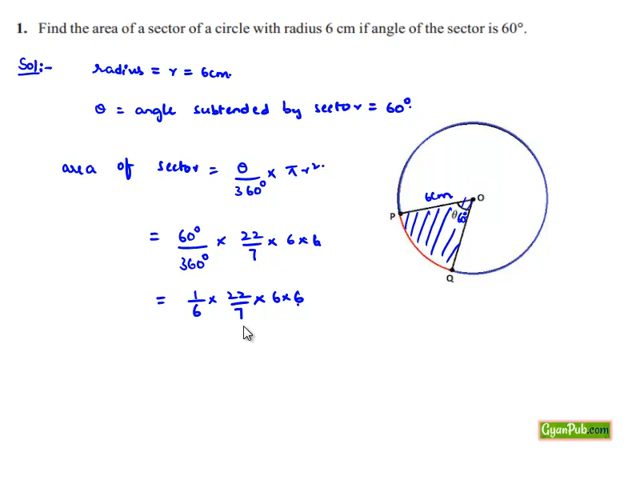 1. Find the area of a sector of a circle with radius 6 cm if angle of the sector is 60°.
Sol:- radius = r = 6cm.
θ = angle subtended by sector = 60°.
area of sector = θ/360° × πr².
= 60°/360° × 22/7 × 6 × 6
= 1/6 × 22/7 × 6 × 6
6cm
O
P
θ 60°
Q
GyanPub.com